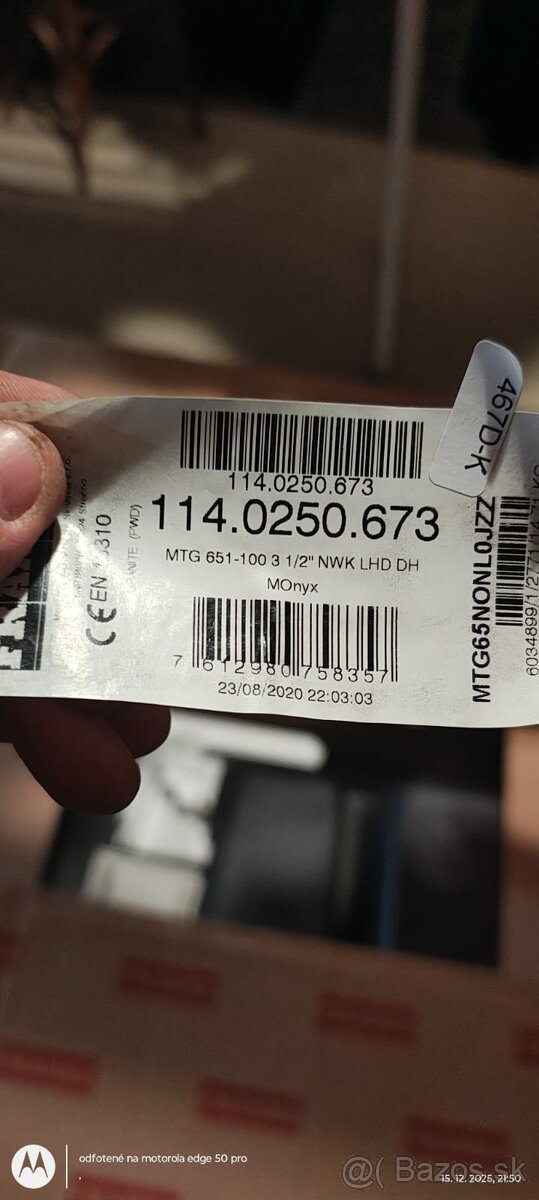 114.0250.673
114.0250.673
MTG 651-100 3 1/2" NWK LHD DH
MOnyx
7 612980 758357
23/08/2020 22:03:03
467D-K
MTG65NONL0JZZ
CE EN
(PWD)
odfotené na motorola edge 50 pro
15. 12. 2025, 21:50
@( Bazos.sk